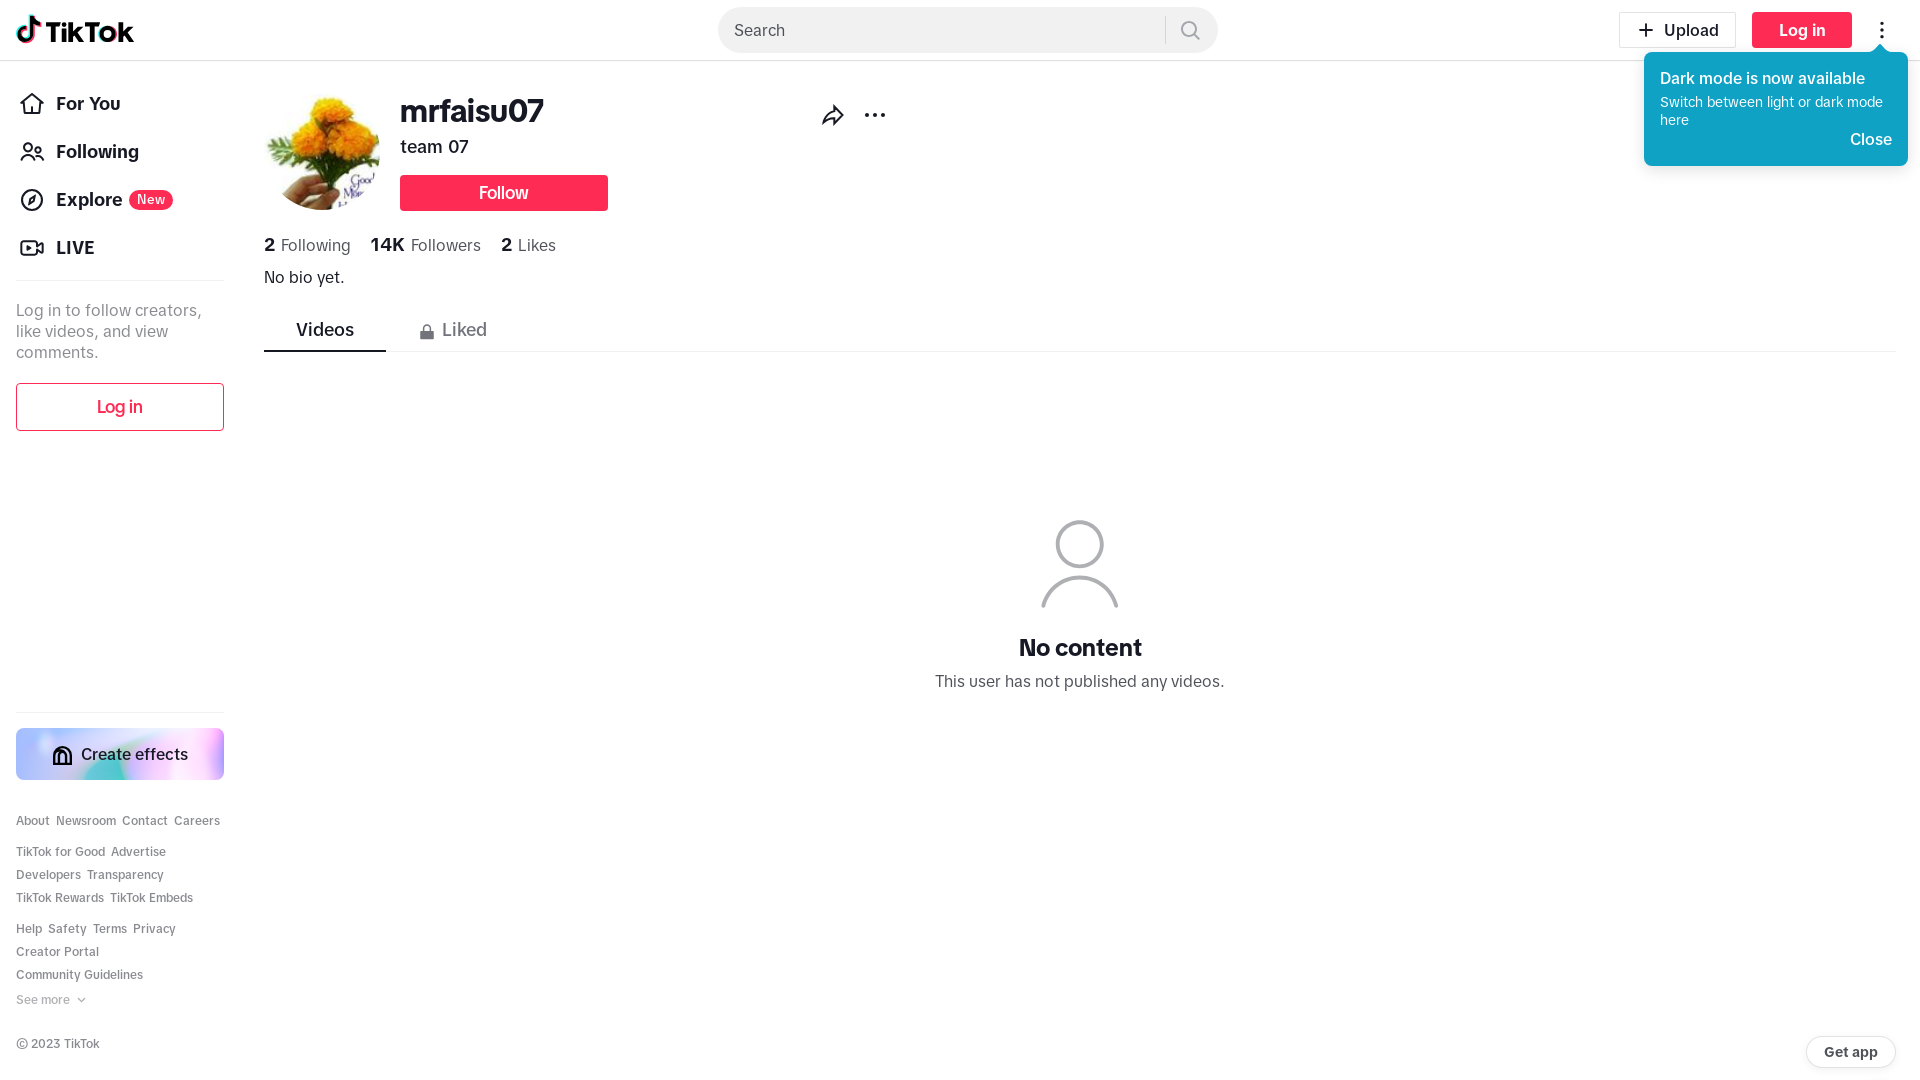 TikTok
Search
Upload
Log in
Dark mode is now available
Switch between light or dark mode
here
Close
For You
Following
Explore New
LIVE
Log in to follow creators,
like videos, and view
comments.
Log in
mrfaisu07
team 07
Follow
2 Following 14K Followers 2 Likes
No bio yet.
Videos Liked
Good
No content
This user has not published any videos.
Create effects
About Newsroom Contact Careers
TikTok for Good Advertise
Developers Transparency
TikTok Rewards TikTok Embeds
Help Safety Terms Privacy
Creator Portal
Community Guidelines
See more
© 2023 TikTok
Get app